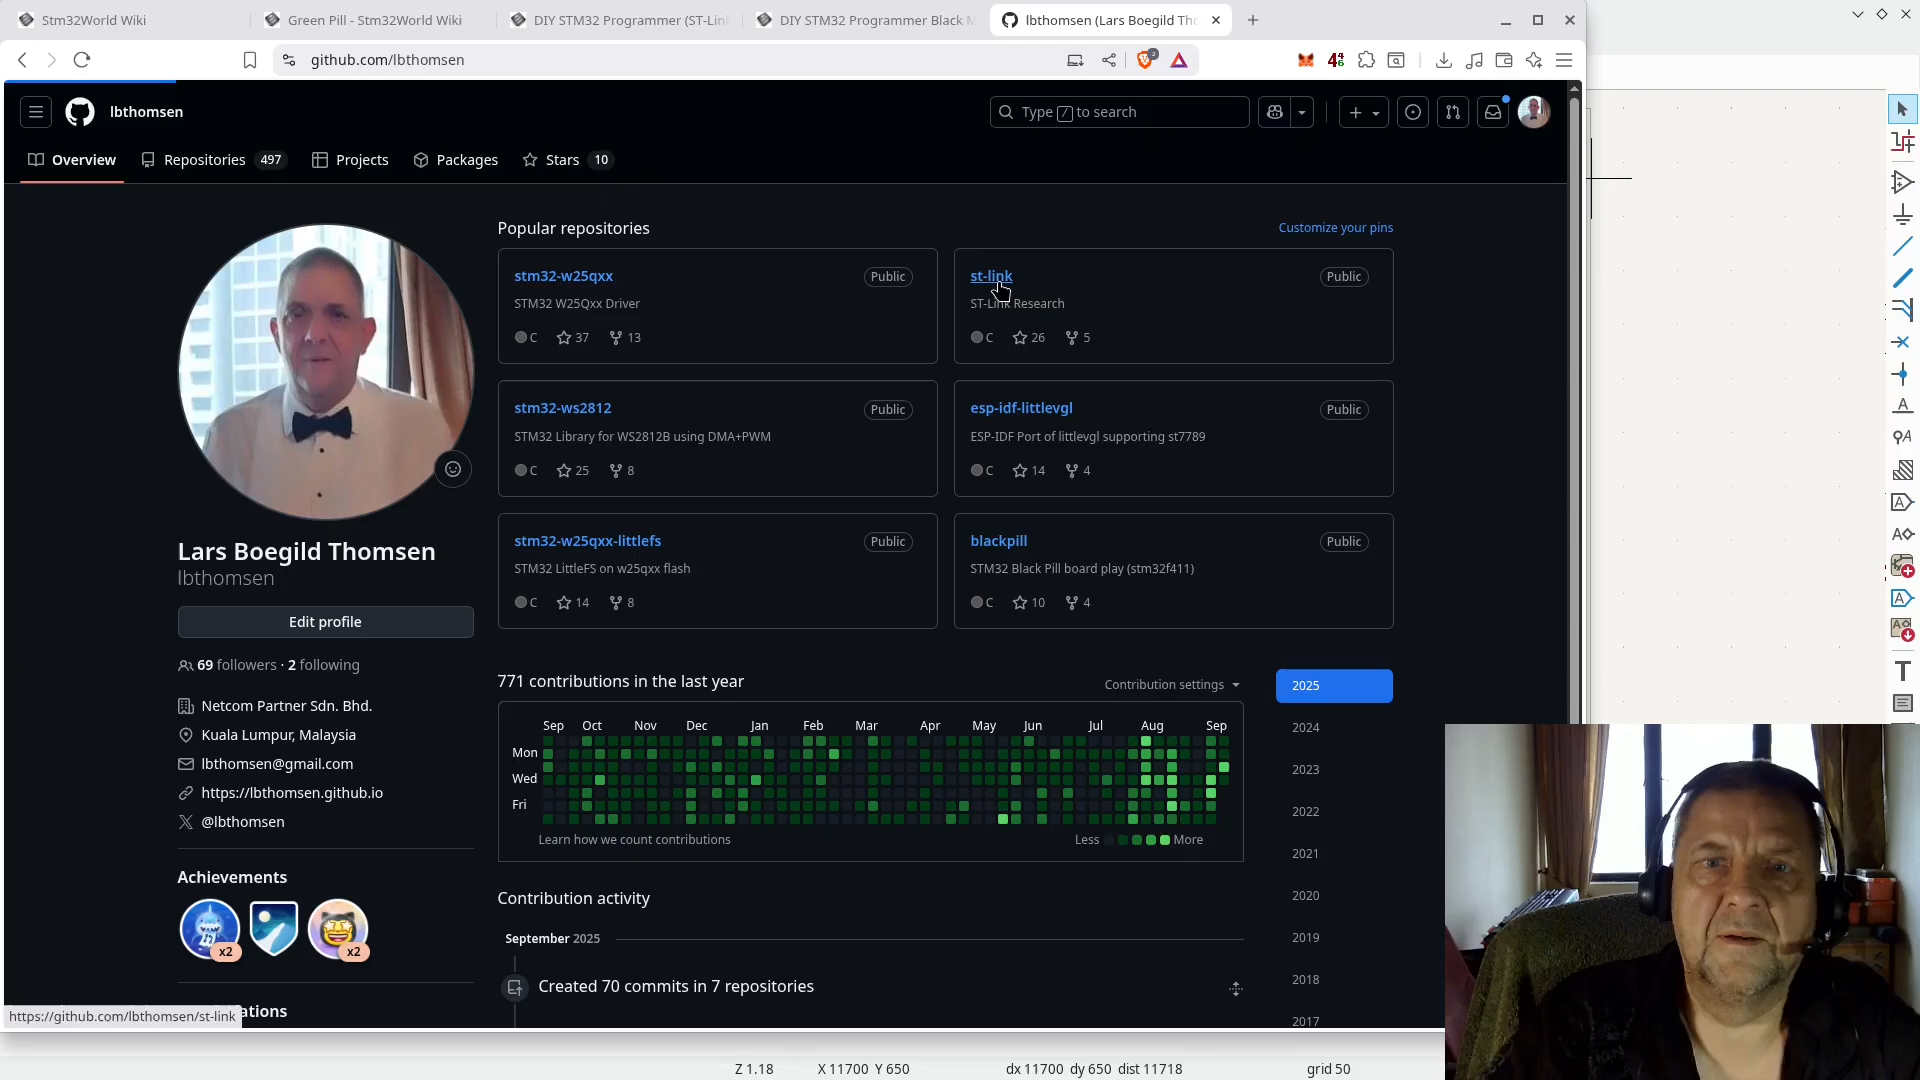 Stm32World Wiki
Green Pill - Stm32World Wiki
DIY STM32 Programmer (ST-Link
DIY STM32 Programmer Black M
lbthomsen (Lars Boegild Tho
github.com/lbthomsen
lbthomsen
Type / to search
Overview
Repositories 497
Projects
Packages
Stars 10
Popular repositories
Customize your pins
stm32-w25qxx
Public
STM32 W25Qxx Driver
C 37 13
st-link
Public
ST-Link Research
C 26 5
stm32-ws2812
Public
STM32 Library for WS2812B using DMA+PWM
C 25 8
esp-idf-littlevgl
Public
ESP-IDF Port of littlevgl supporting st7789
C 14 4
stm32-w25qxx-littlefs
Public
STM32 LittleFS on w25qxx flash
C 14 8
blackpill
Public
STM32 Black Pill board play (stm32f411)
C 10 4
Lars Boegild Thomsen
lbthomsen
Edit profile
69 followers · 2 following
Netcom Partner Sdn. Bhd.
Kuala Lumpur, Malaysia
lbthomsen@gmail.com
https://lbthomsen.github.io
@lbthomsen
Achievements
x2
x2
ations
771 contributions in the last year
Contribution settings
Sep Oct Nov Dec Jan Feb Mar Apr May Jun Jul Aug Sep
Mon
Wed
Fri
Learn how we count contributions
Less
More
2025
2024
2023
2022
2021
2020
2019
2018
2017
Contribution activity
September 2025
Created 70 commits in 7 repositories
https://github.com/lbthomsen/st-link
Z 1.18
X 11700 Y 650
dx 11700 dy 650 dist 11718
grid 50